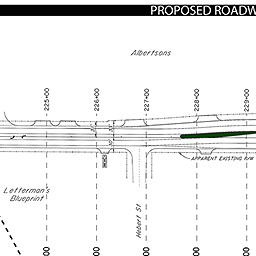 PROPOSED ROADW
Albertsons
225+00
226+00
227+00
228+00
229+00
APPARENT EXISTING R/W
Letterman's
Blueprint
Hebert St
00
00
00
00
00